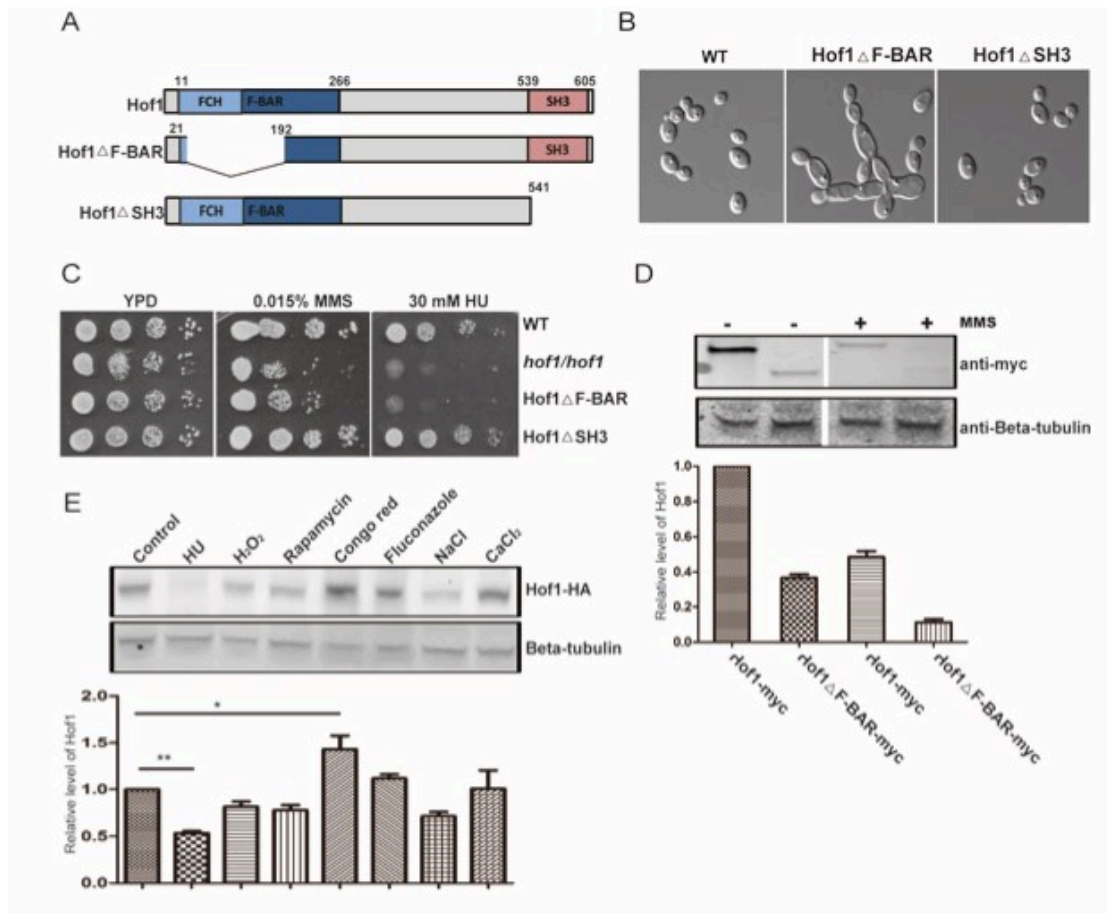 A
11 266 539 605
Hof1 FCH F-BAR SH3
21 192
Hof1△F-BAR SH3
541
Hof1△SH3 FCH F-BAR
B
WT Hof1△F-BAR Hof1△SH3
C
YPD 0.015% MMS 30 mM HU
WT
hof1/hof1
Hof1△F-BAR
Hof1△SH3
D
- - + + MMS
anti-myc
anti-Beta-tubulin
Relative level of Hof1
1.0
0.8
0.6
0.4
0.2
0.0
rHof1-myc
rHof1△F-BAR-myc
rHof1-myc
rHof1△F-BAR-myc
E
Control HU H₂O₂ Rapamycin Congo red Fluconazole NaCl CaCl₂
Hof1-HA
Beta-tubulin
Relative level of Hof1
2.0
1.5
1.0
0.5
0.0
*
**